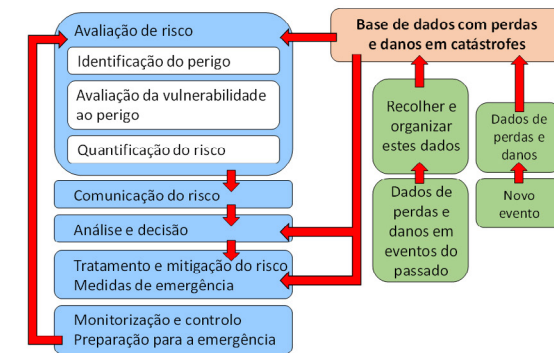 Avaliação de risco
Identificação do perigo
Avaliação da vulnerabilidade
ao perigo
Quantificação do risco
Comunicação do risco
Análise e decisão
Tratamento e mitigação do risco
Medidas de emergência
Monitorização e controlo
Preparação para a emergência
Base de dados com perdas
e danos em catástrofes
Recolher e
organizar
estes dados
Dados de
perdas e
danos em
eventos do
passado
Dados de
perdas e
danos
Novo
evento